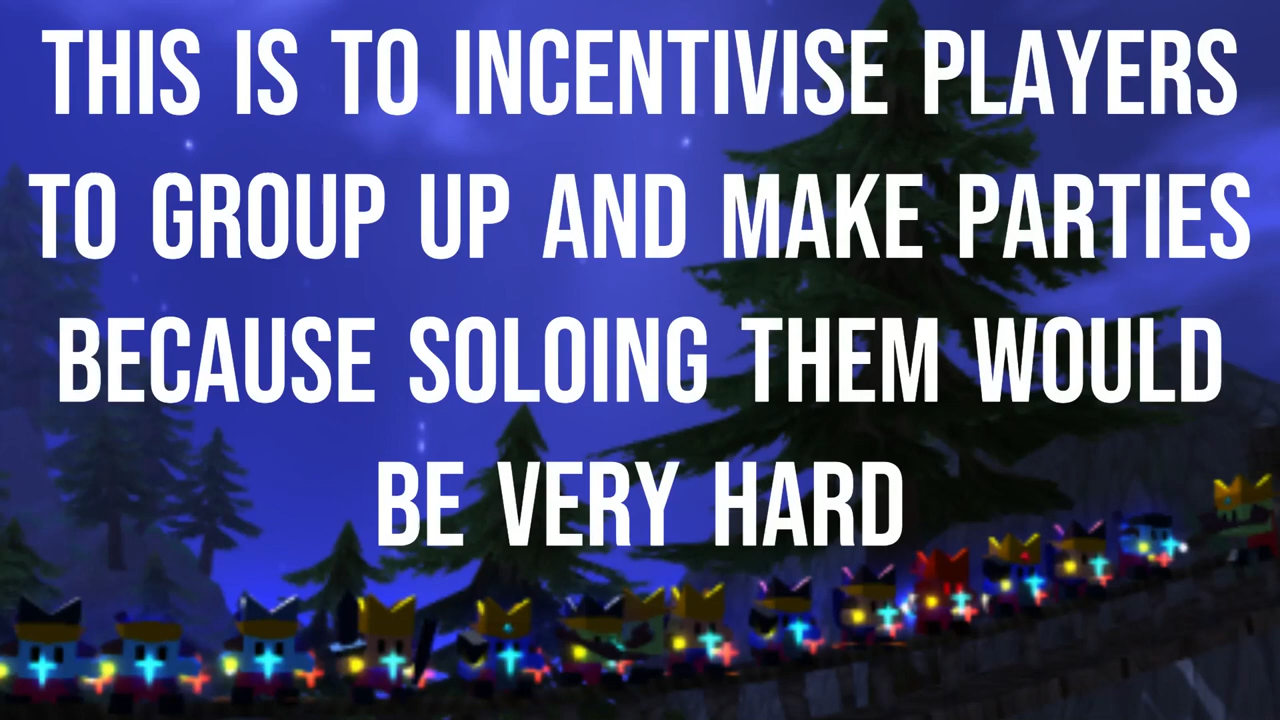 THIS IS TO INCENTIVISE PLAYERS
TO GROUP UP AND MAKE PARTIES
BECAUSE SOLOING THEM WOULD
BE VERY HARD